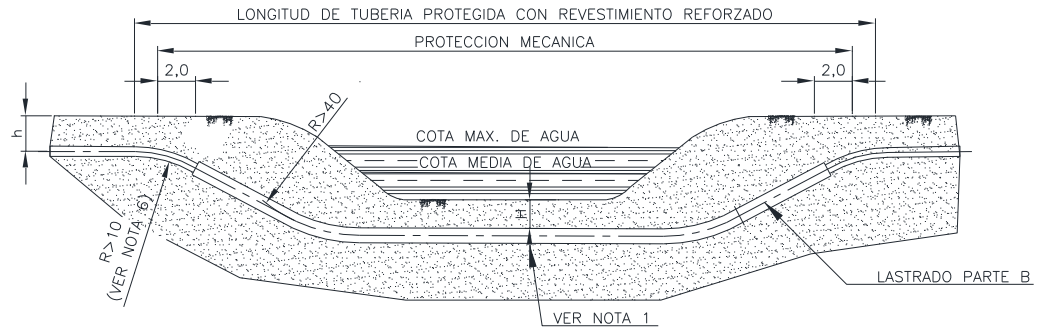 LONGITUD DE TUBERIA PROTEGIDA CON REVESTIMIENTO REFORZADO
PROTECCION MECANICA
2,0
2,0
h
R>40
COTA MAX. DE AGUA
COTA MEDIA DE AGUA
H
R>10
(VER NOTA 6)
LASTRADO PARTE B
VER NOTA 1